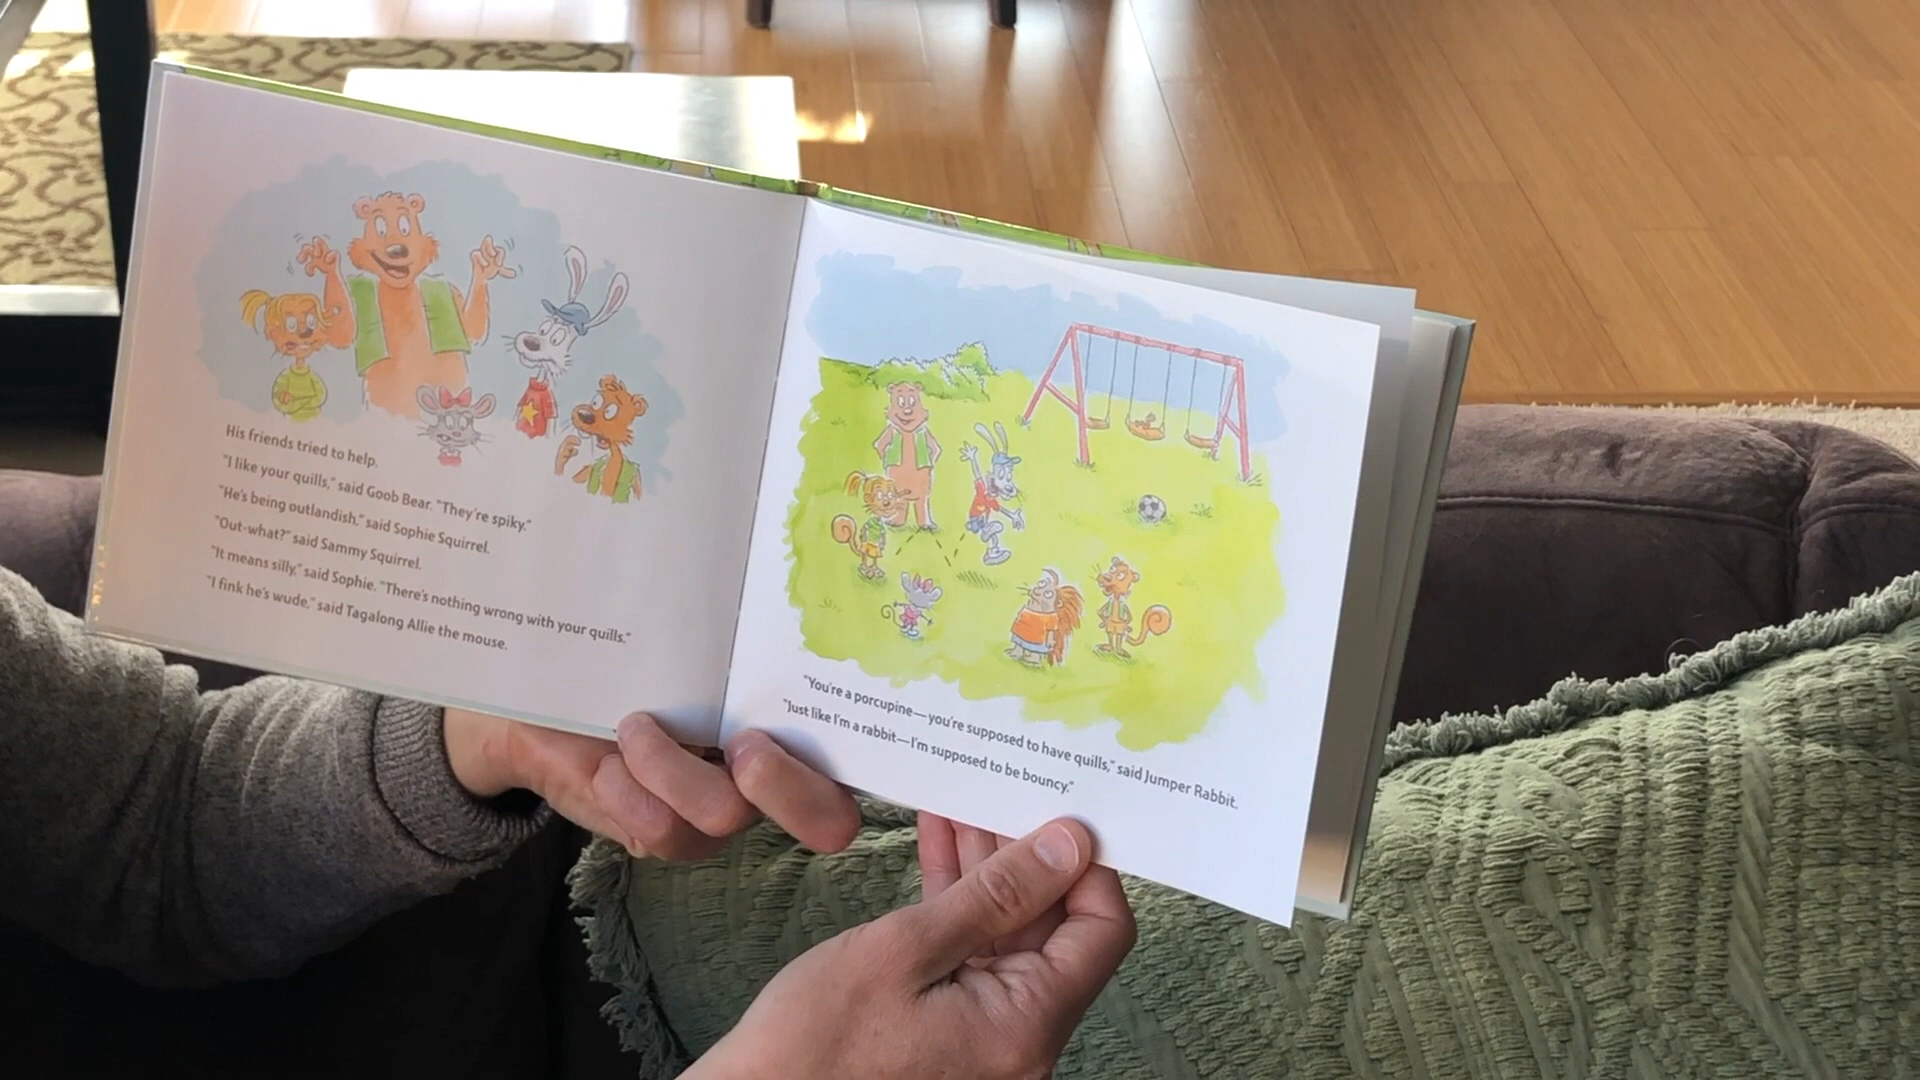 His friends tried to help.
"I like your quills," said Goob Bear. "They're spiky."
"He's being outlandish," said Sophie Squirrel.
"Out-what?" said Sammy Squirrel.
"It means silly," said Sophie. "There's nothing wrong with your quills."
"I fink he's wude," said Tagalong Allie the mouse.
"You're a porcupine—you're supposed to have quills," said Jumper Rabbit.
"Just like I'm a rabbit—I'm supposed to be bouncy."